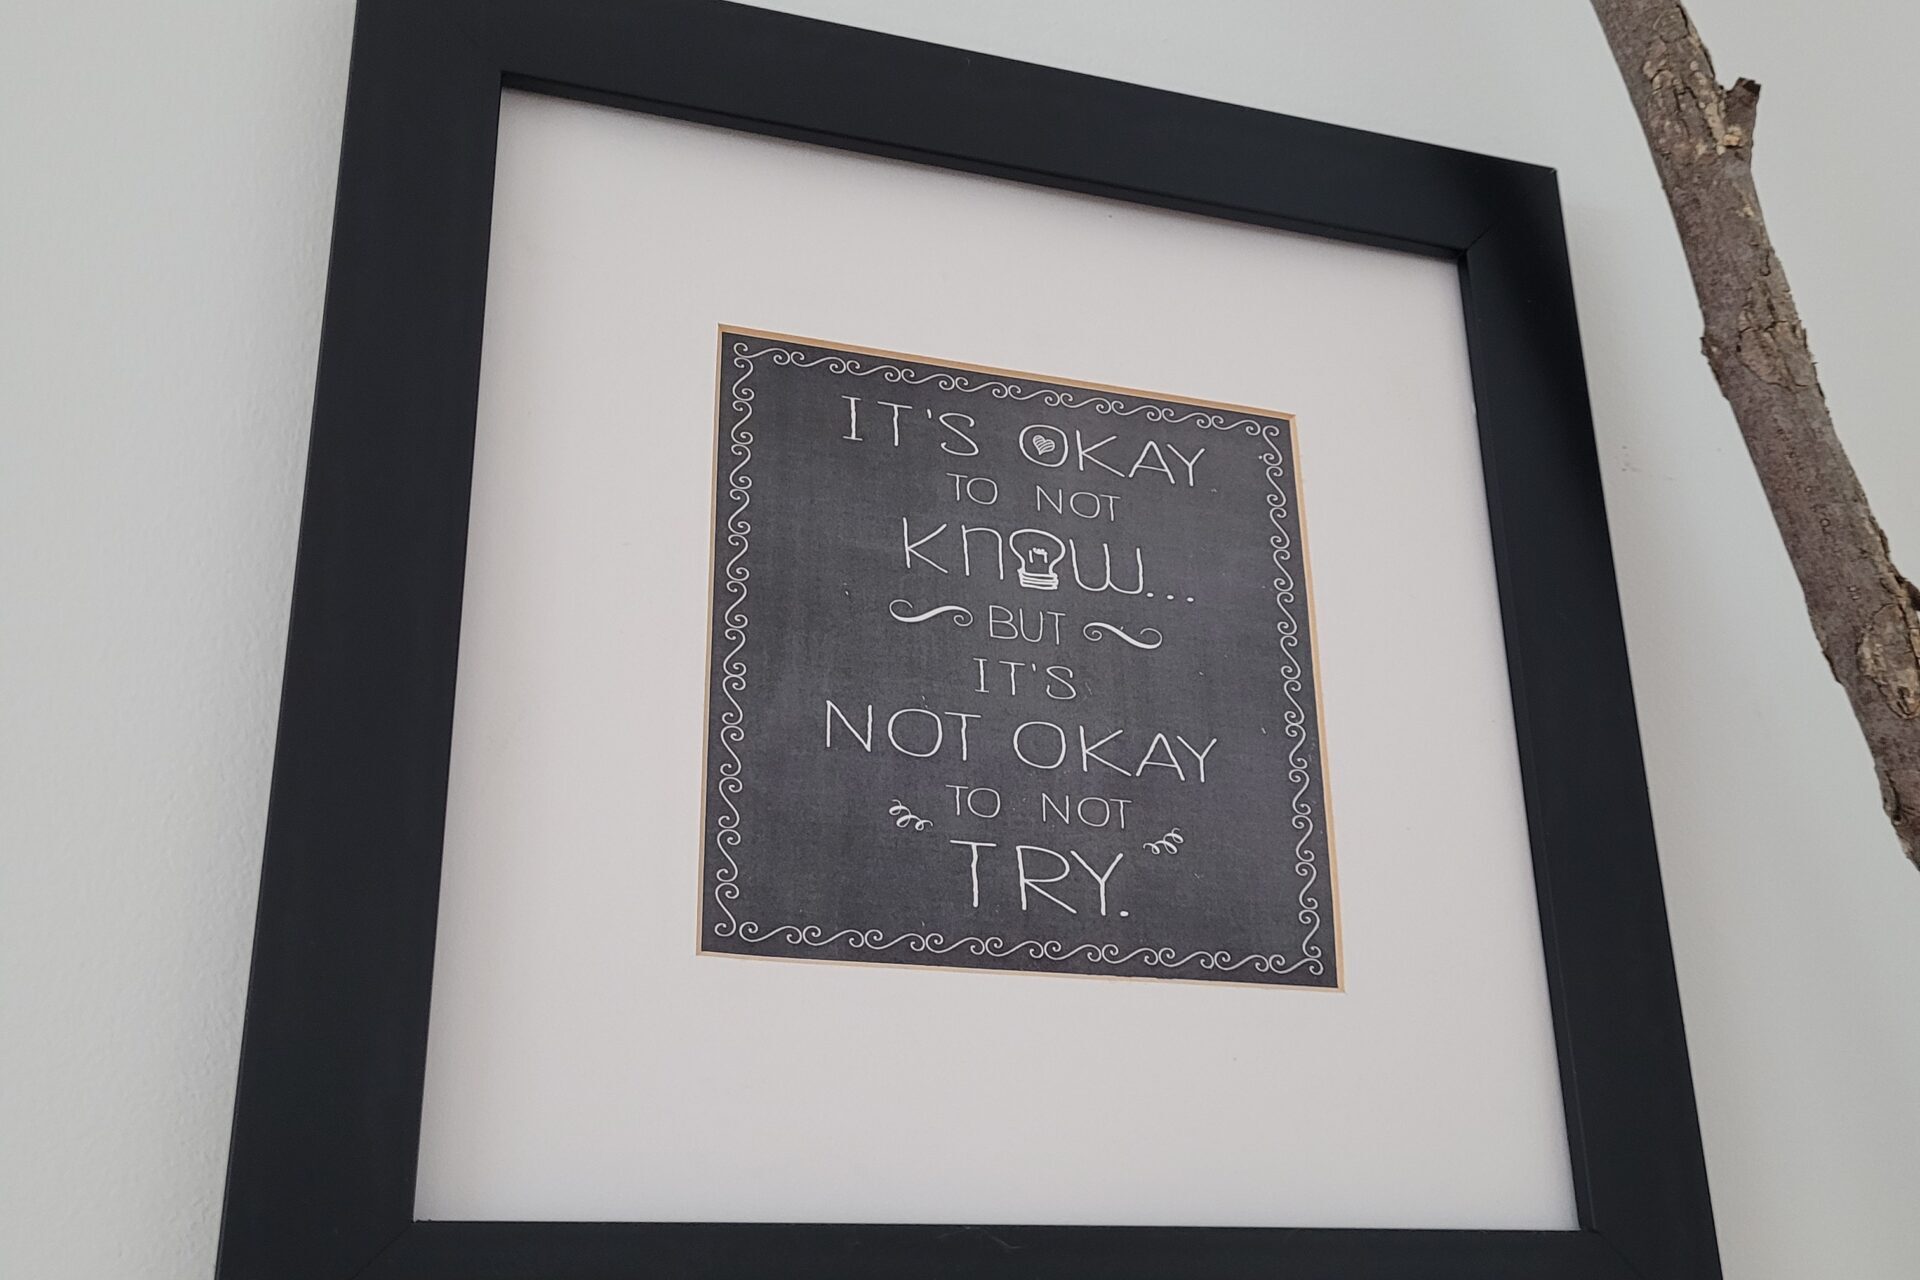 IT'S OKAY
TO NOT
KNOW...
BUT
IT'S
NOT OKAY
TO NOT
TRY.